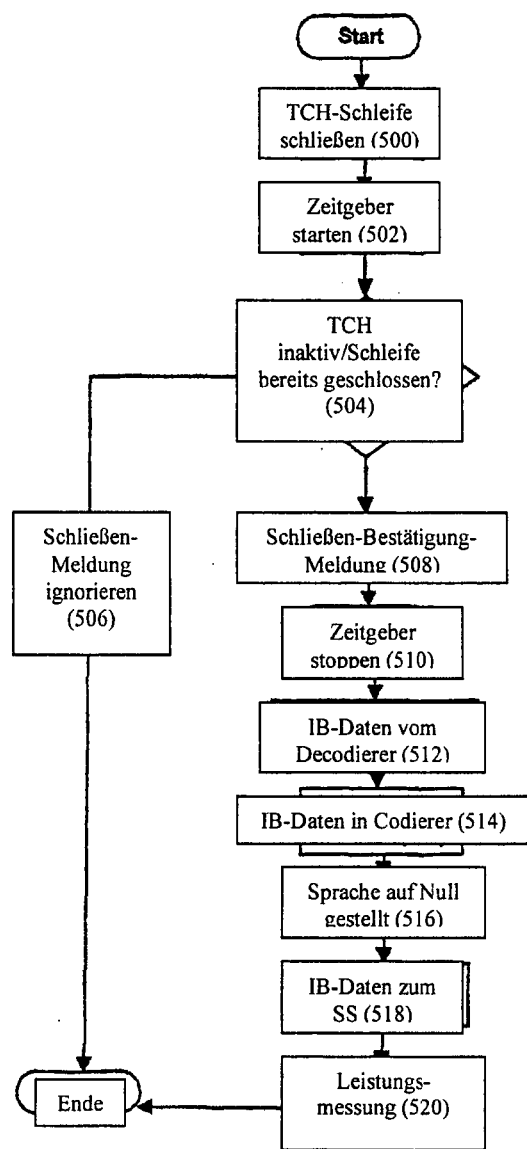 Start
TCH-Schleife
schließen (500)
Zeitgeber
starten (502)
TCH
inaktiv/Schleife
bereits geschlossen?
(504)
Schließen-
Meldung
ignorieren
(506)
Schließen-Bestätigung-
Meldung (508)
Zeitgeber
stoppen (510)
IB-Daten vom
Decodierer (512)
IB-Daten in Codierer (514)
Sprache auf Null
gestellt (516)
IB-Daten zum
SS (518)
Leistungs-
messung (520)
Ende